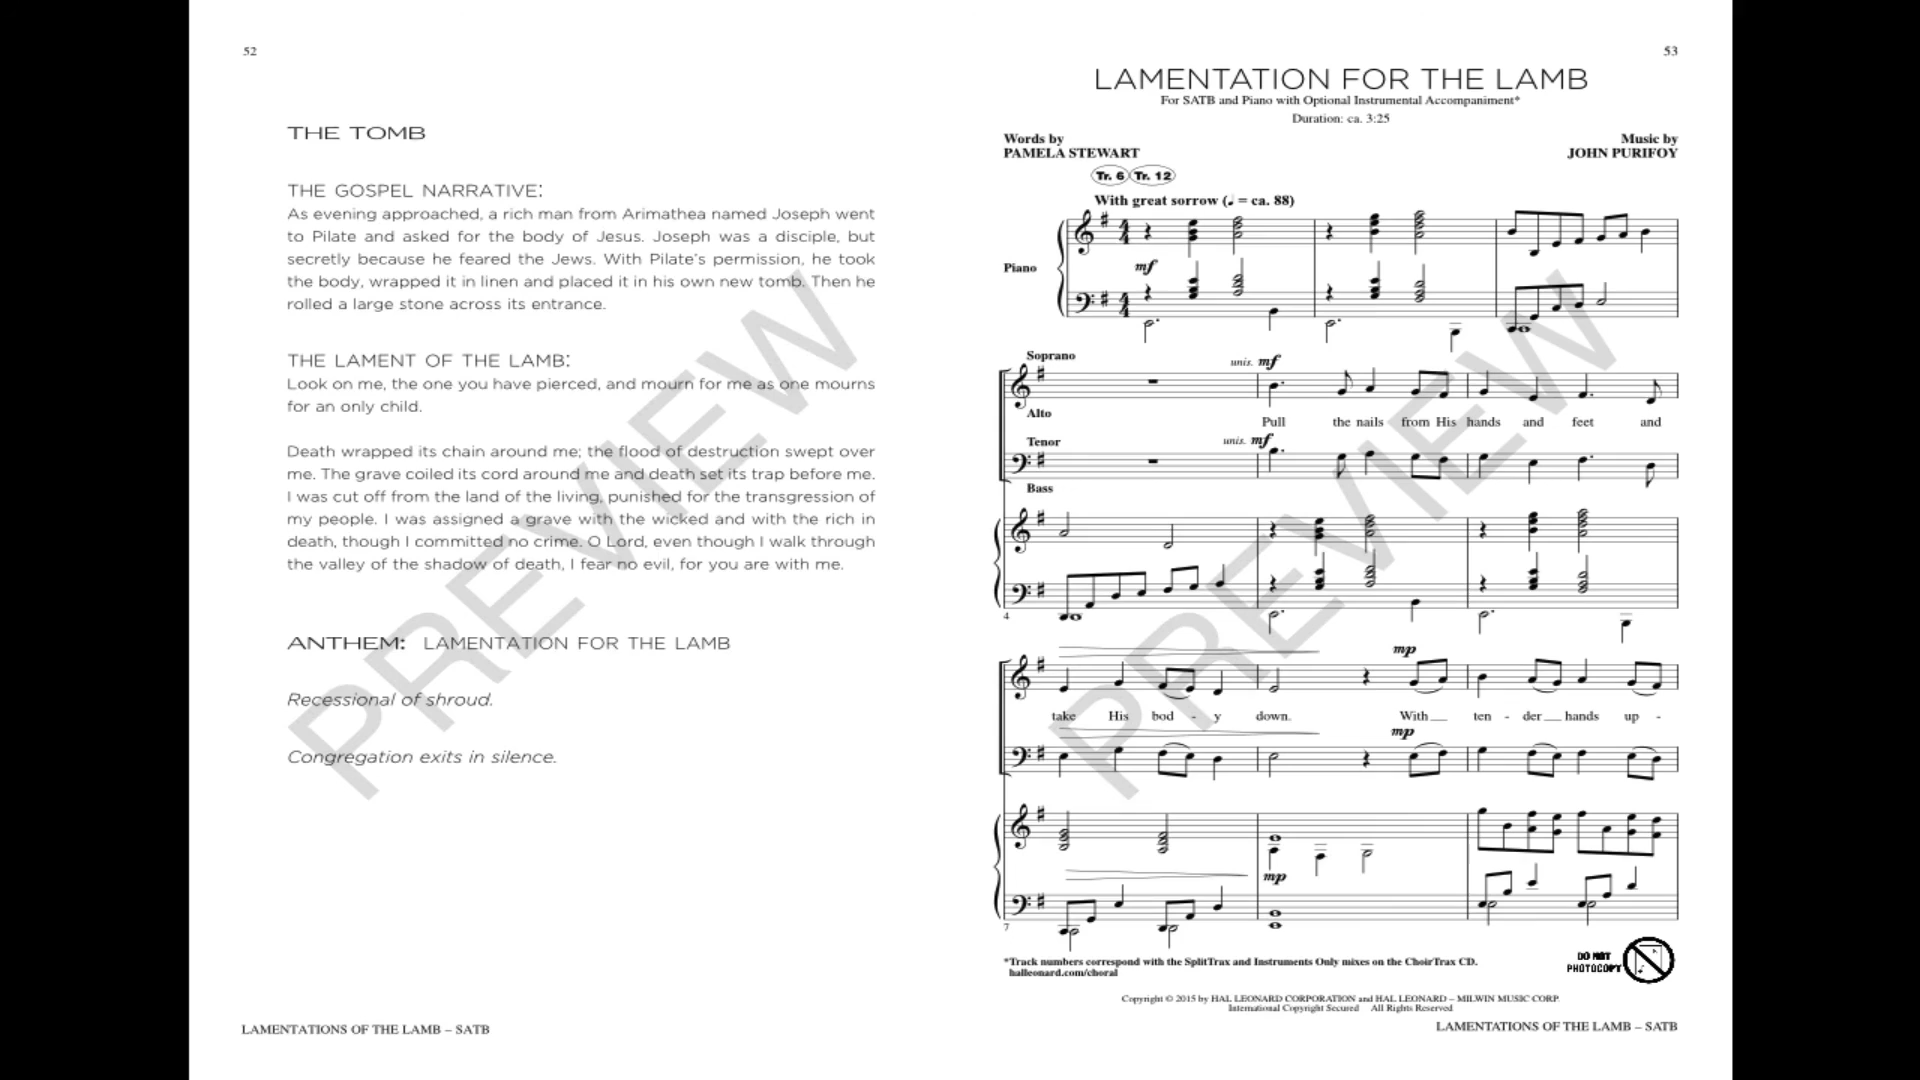 52
THE TOMB
THE GOSPEL NARRATIVE:
As evening approached, a rich man from Arimathea named Joseph went
to Pilate and asked for the body of Jesus. Joseph was a disciple, but
secretly because he feared the Jews. With Pilate's permission, he took
the body, wrapped it in linen and placed it in his own new tomb. Then he
rolled a large stone across its entrance.
THE LAMENT OF THE LAMB:
Look on me, the one you have pierced, and mourn for me as one mourns
for an only child.
Death wrapped its chain around me; the flood of destruction swept over
me. The grave coiled its cord around me and death set its trap before me.
I was cut off from the land of the living, punished for the transgression of
my people. I was assigned a grave with the wicked and with the rich in
death, though I committed no crime. O Lord, even though I walk through
the valley of the shadow of death, I fear no evil, for you are with me.
ANTHEM: LAMENTATION FOR THE LAMB
Recessional of shroud.
Congregation exits in silence.
PREVIEW
LAMENTATIONS OF THE LAMB – SATB
53
LAMENTATION FOR THE LAMB
For SATB and Piano with Optional Instrumental Accompaniment*
Duration: ca. 3:25
Words by
PAMELA STEWART
Music by
JOHN PURIFOY
Tr. 6 Tr. 12
With great sorrow (♩ = ca. 88)
Piano
mf
Soprano
unis. mf
Alto
Pull the nails from His hands and feet and
Tenor
unis. mf
Bass
4
mp
take His bod - y down. With__ ten - der__ hands up -
mp
mp
7
PREVIEW
*Track numbers correspond with the SplitTrax and Instruments Only mixes on the ChoirTrax CD.
halleonard.com/choral
DO NOT
PHOTOCOPY
Copyright © 2015 by HAL LEONARD CORPORATION and HAL LEONARD – MILWIN MUSIC CORP.
International Copyright Secured All Rights Reserved
LAMENTATIONS OF THE LAMB – SATB